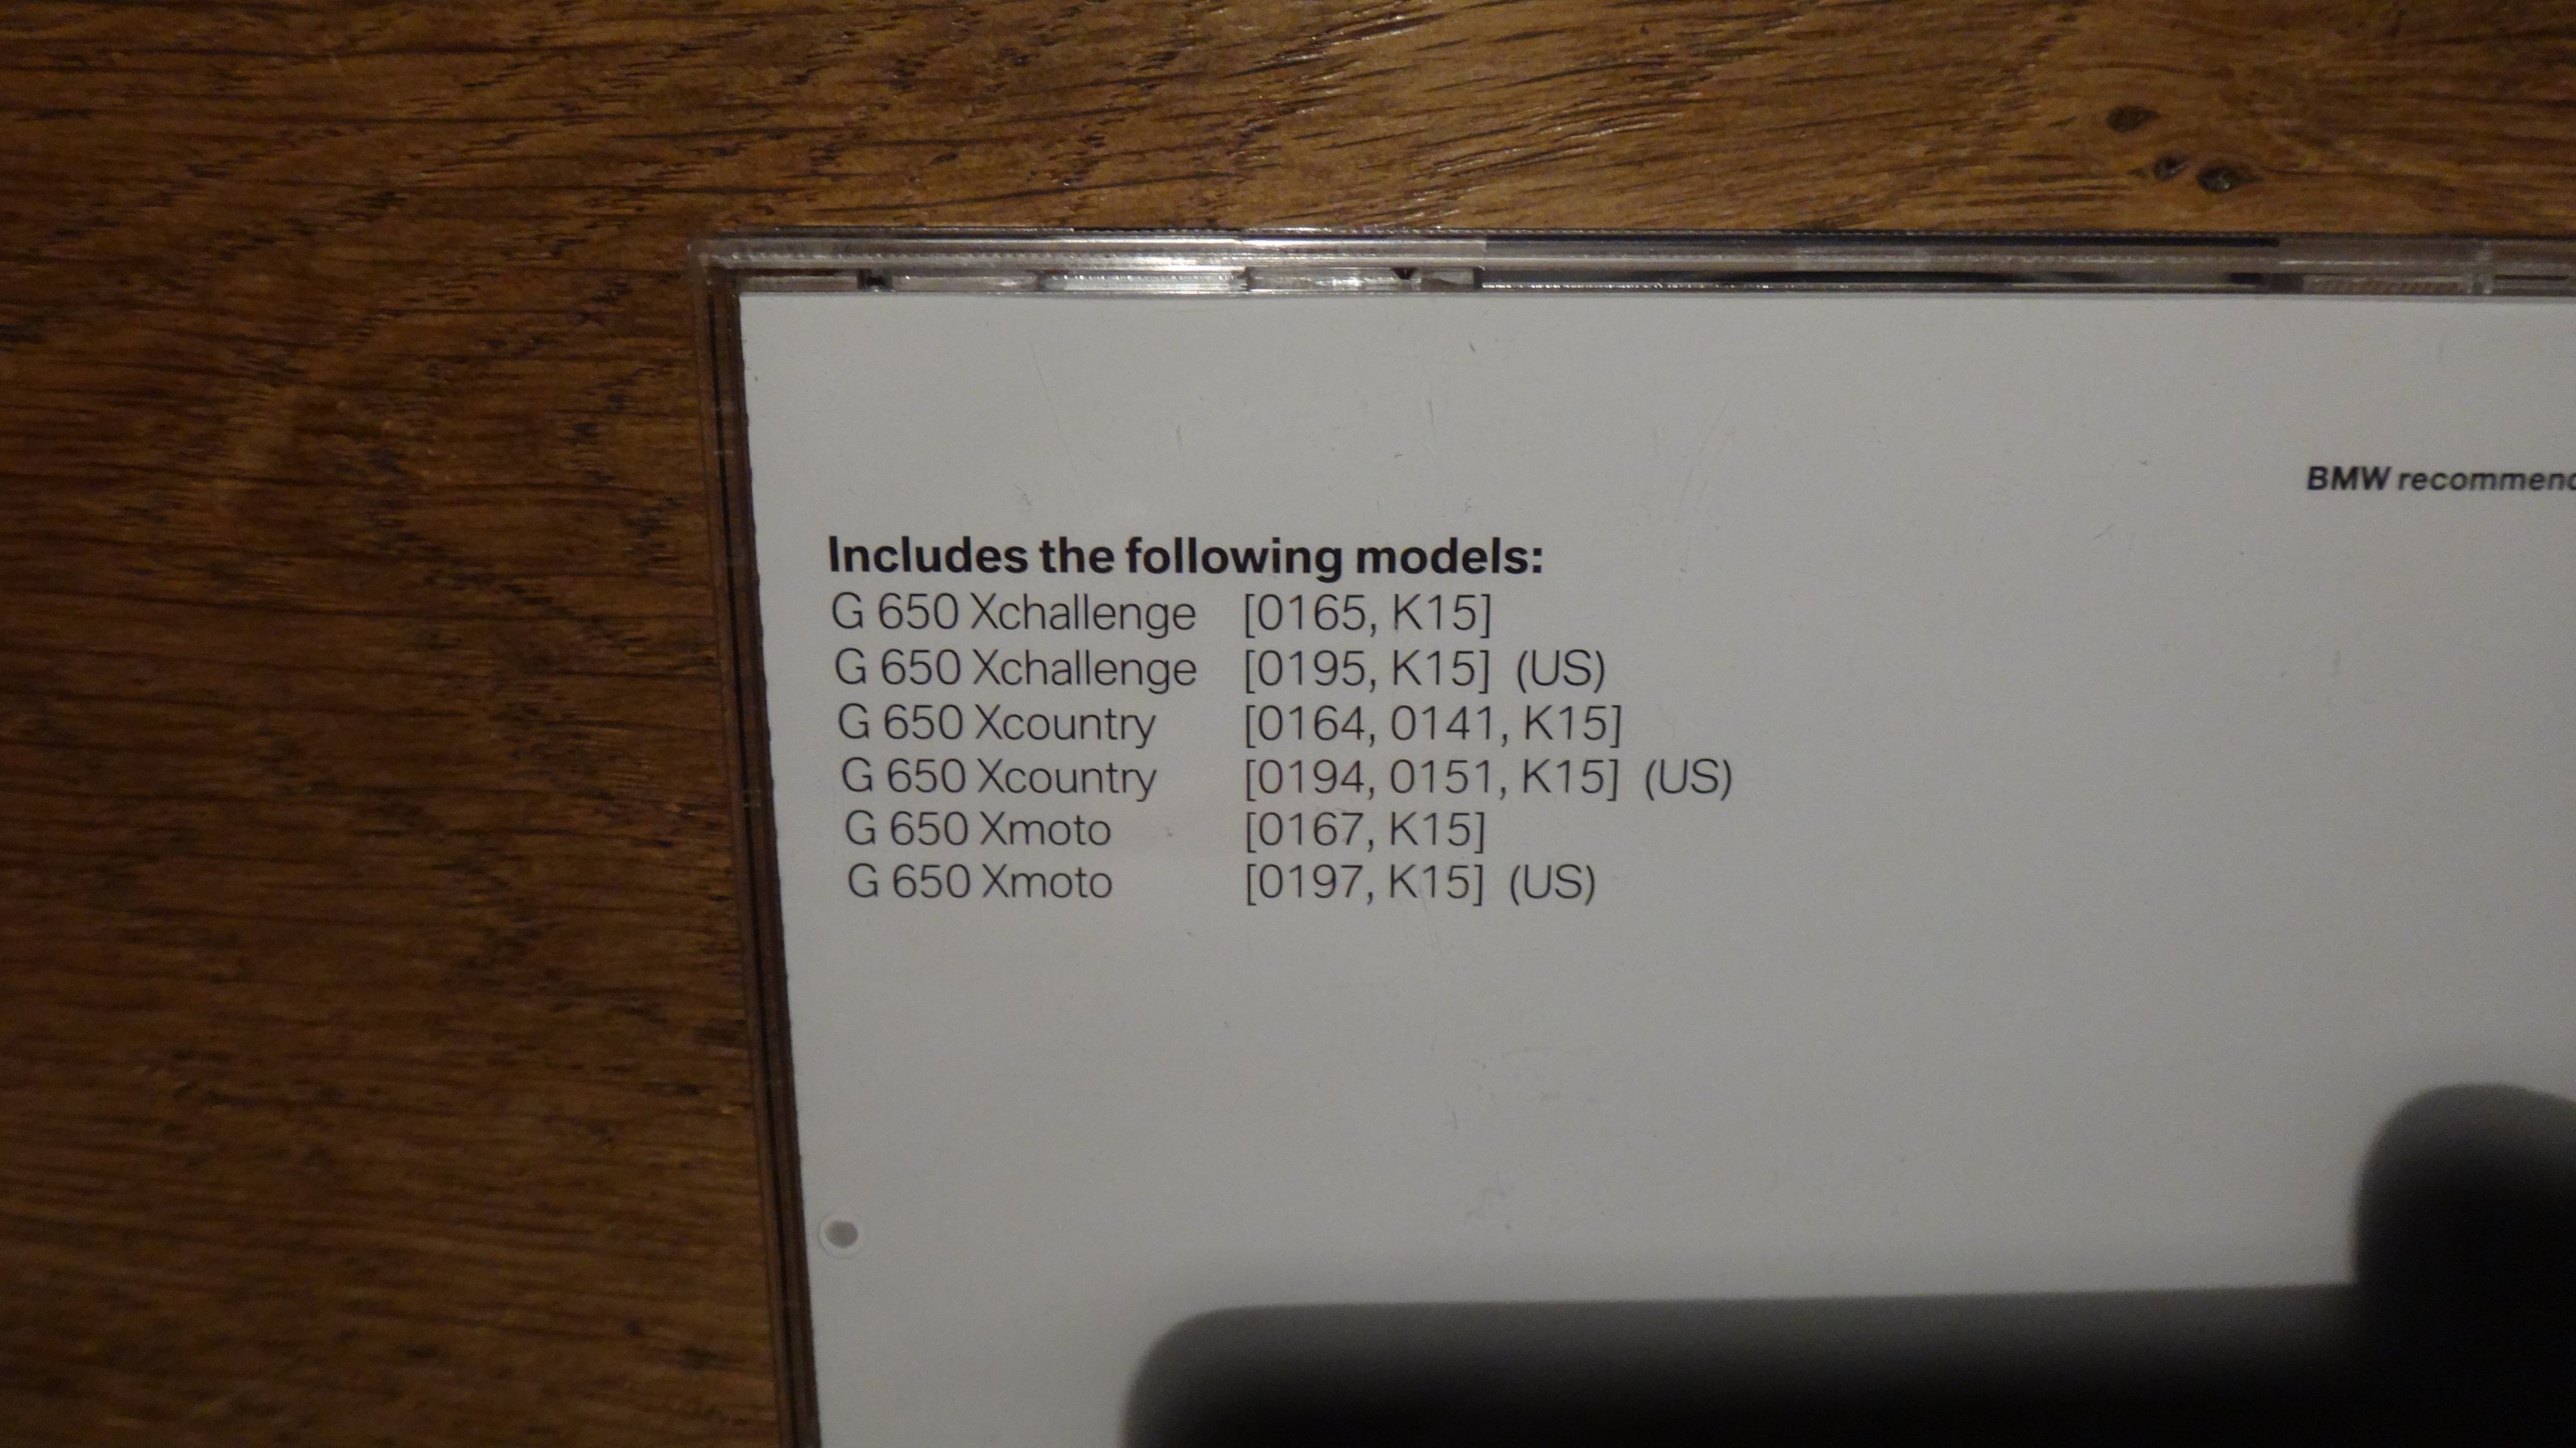 BMW
Includes the following models:
G 650 Xchallenge [0165, K15]
G 650 Xchallenge [0195, K15] (US)
G 650 Xcountry [0164, 0141, K15]
G 650 Xcountry [0194, 0151, K15] (US)
G 650 Xmoto [0167, K15]
G 650 Xmoto [0197, K15] (US)